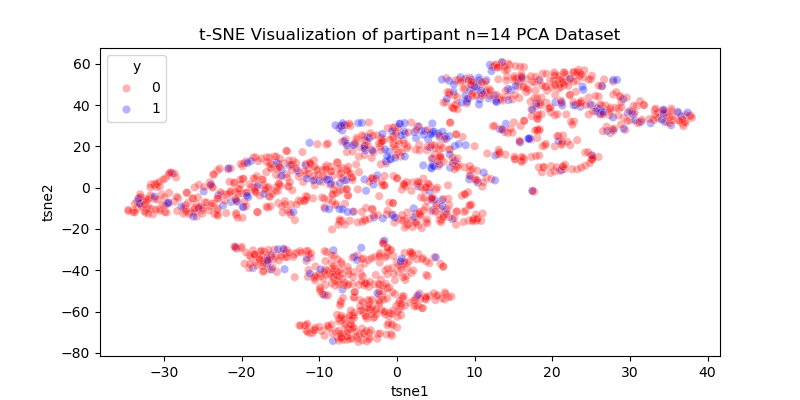 t-SNE Visualization of partipant n=14 PCA Dataset
y
0
1
60
40
20
0
−20
−40
−60
−80
tsne2
−30 −20 −10 0 10 20 30 40
tsne1